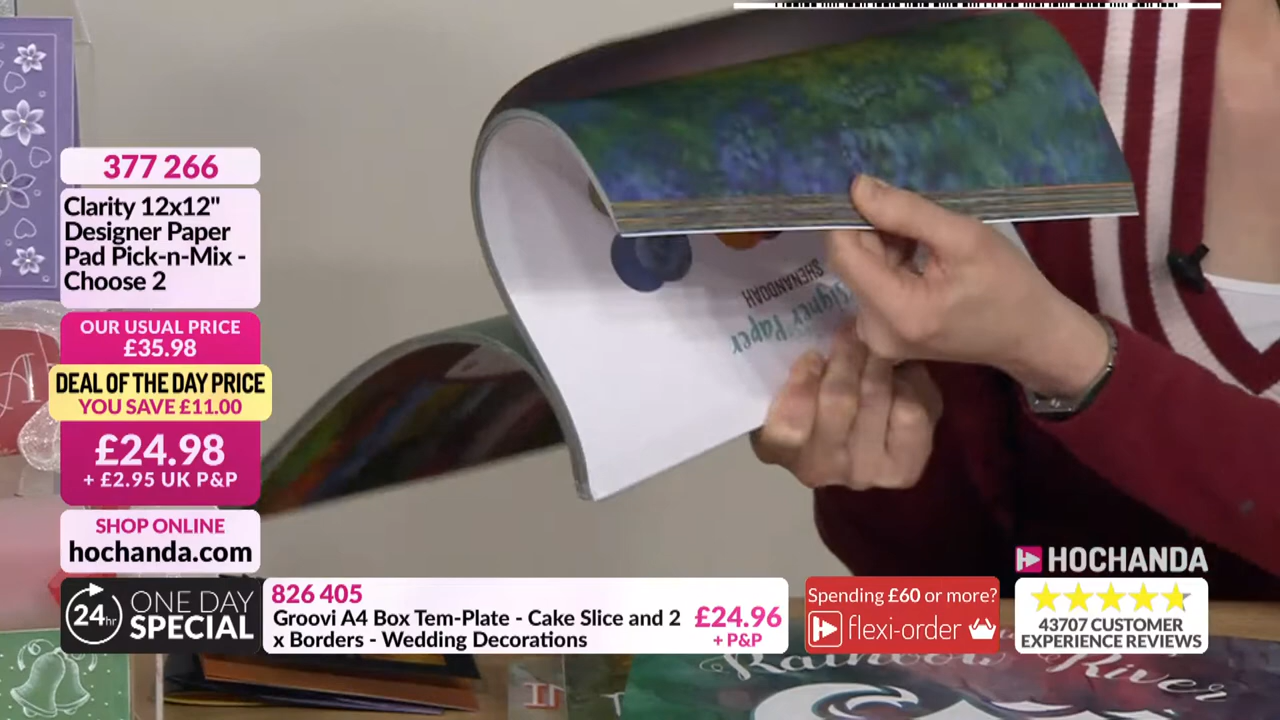 377 266
Clarity 12x12"
Designer Paper
Pad Pick-n-Mix -
Choose 2
OUR USUAL PRICE
£35.98
DEAL OF THE DAY PRICE
YOU SAVE £11.00
£24.98
+ £2.95 UK P&P
SHOP ONLINE
hochanda.com
SHENANDOAH
Paper
HOCHANDA
24hr
ONE DAY
SPECIAL
826 405
Groovi A4 Box Tem-Plate - Cake Slice and 2
x Borders - Wedding Decorations
£24.96
+ P&P
Spending £60 or more?
flexi-order
43707 CUSTOMER
EXPERIENCE REVIEWS
Rainbow River